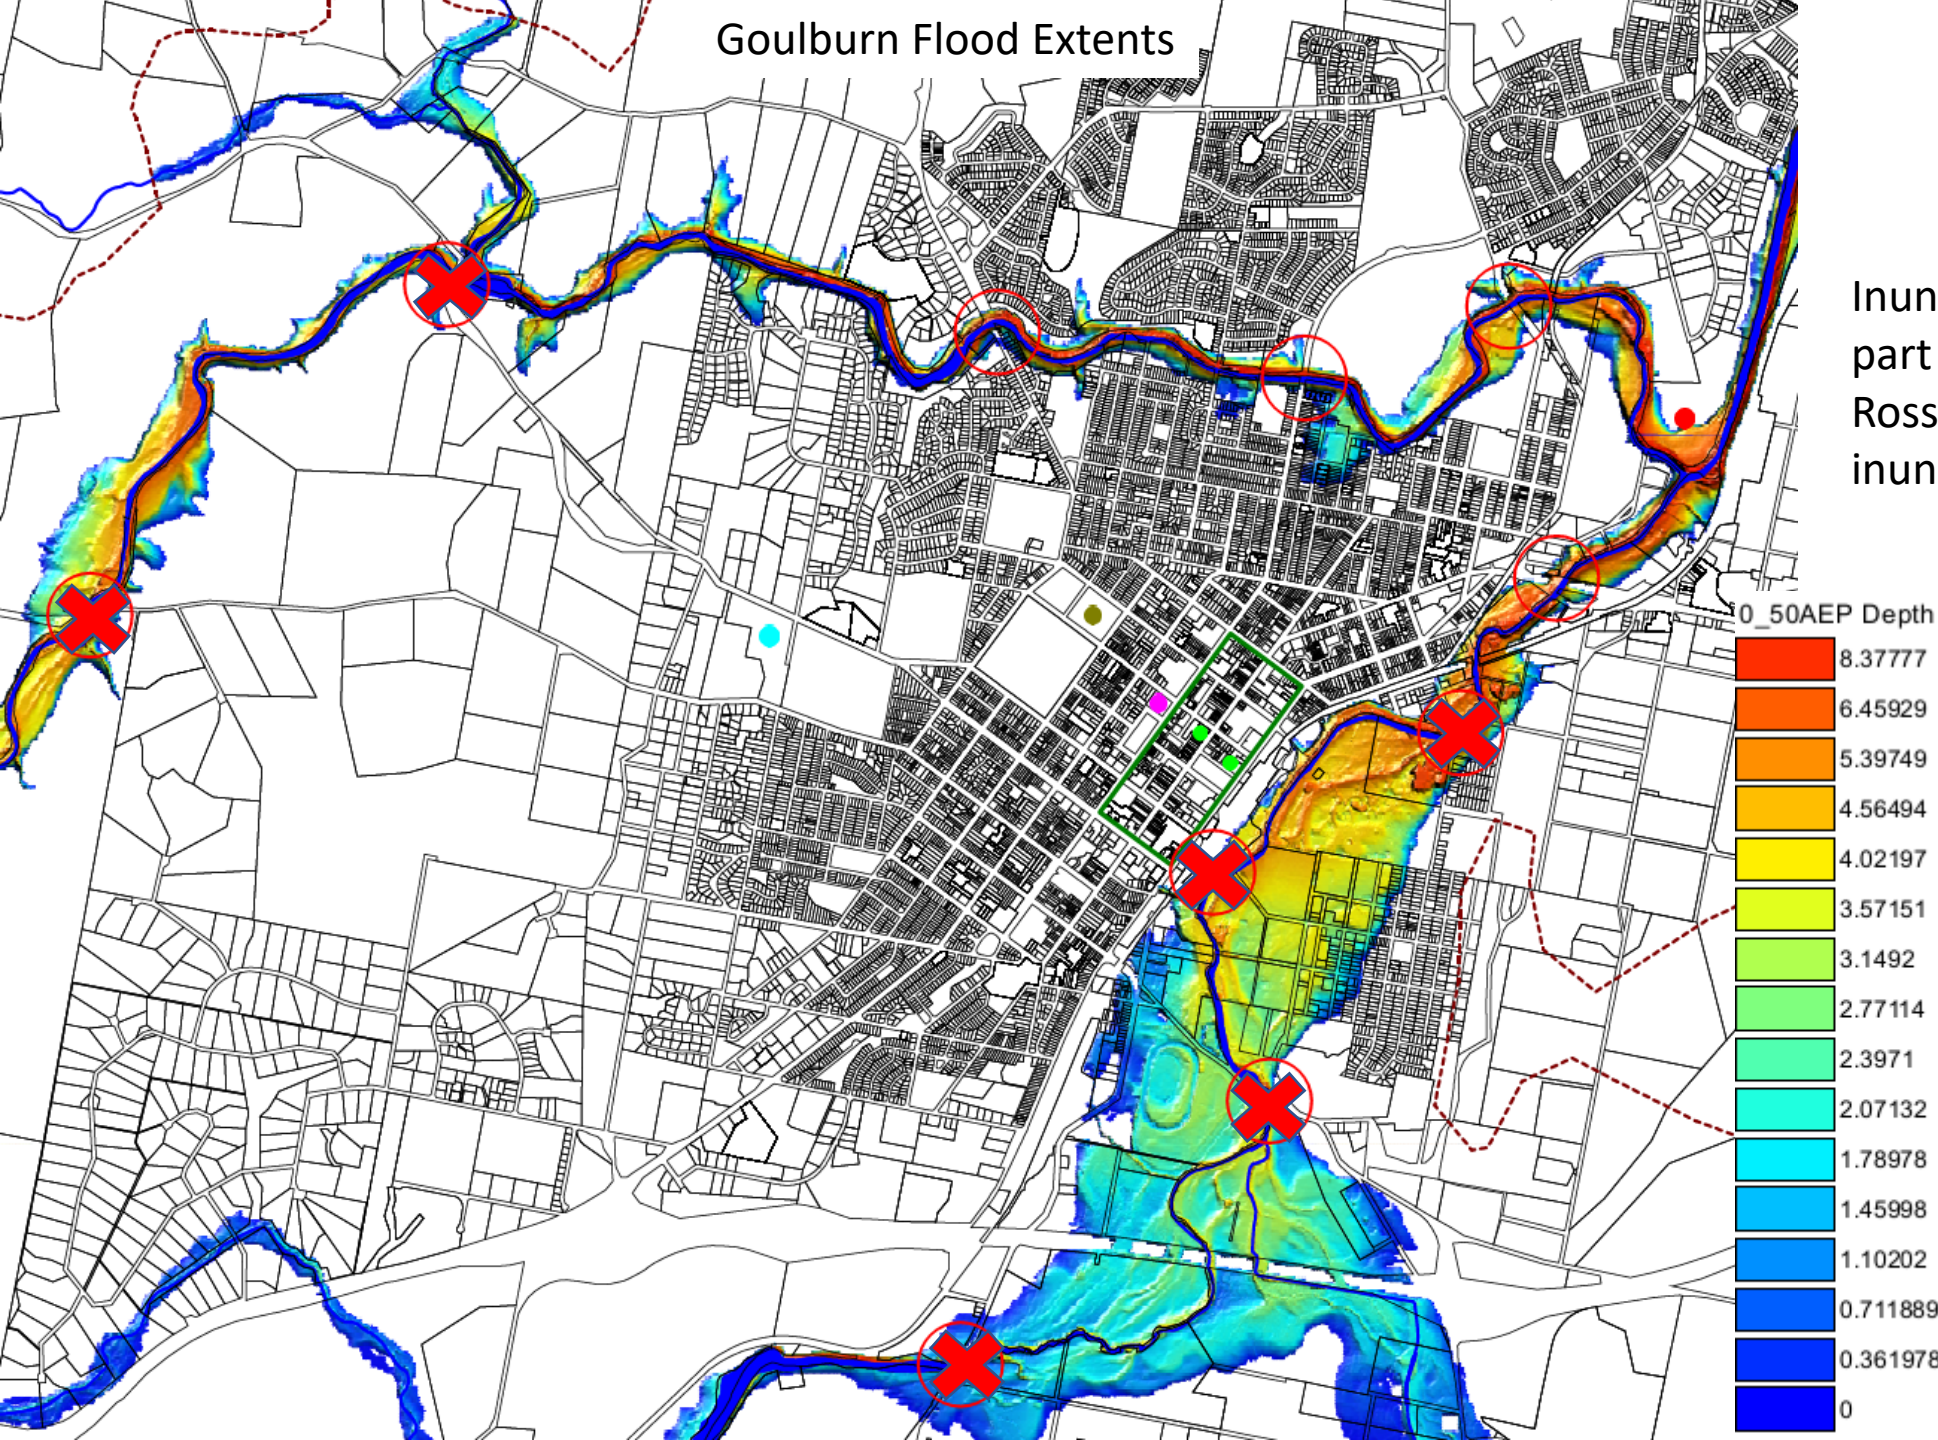 Goulburn Flood Extents
Inun
part
Ross
inun
0_50AEP Depth
8.37777
6.45929
5.39749
4.56494
4.02197
3.57151
3.1492
2.77114
2.3971
2.07132
1.78978
1.45998
1.10202
0.711889
0.361978
0